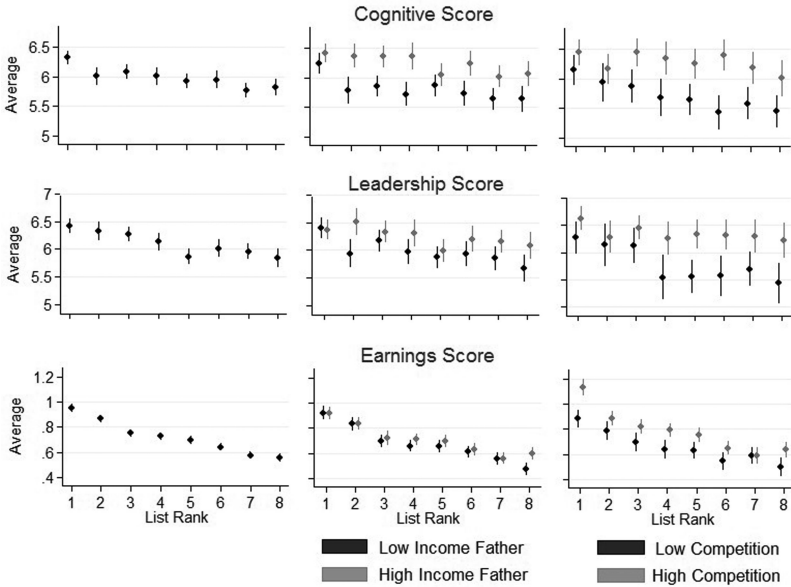 Cognitive Score
Average
6.5
6
5.5
5
Leadership Score
Average
7
6.5
6
5.5
5
Earnings Score
Average
1.2
1
.8
.6
.4
1 2 3 4 5 6 7 8
List Rank
1 2 3 4 5 6 7 8
List Rank
1 2 3 4 5 6 7 8
List Rank
Low Income Father
High Income Father
Low Competition
High Competition